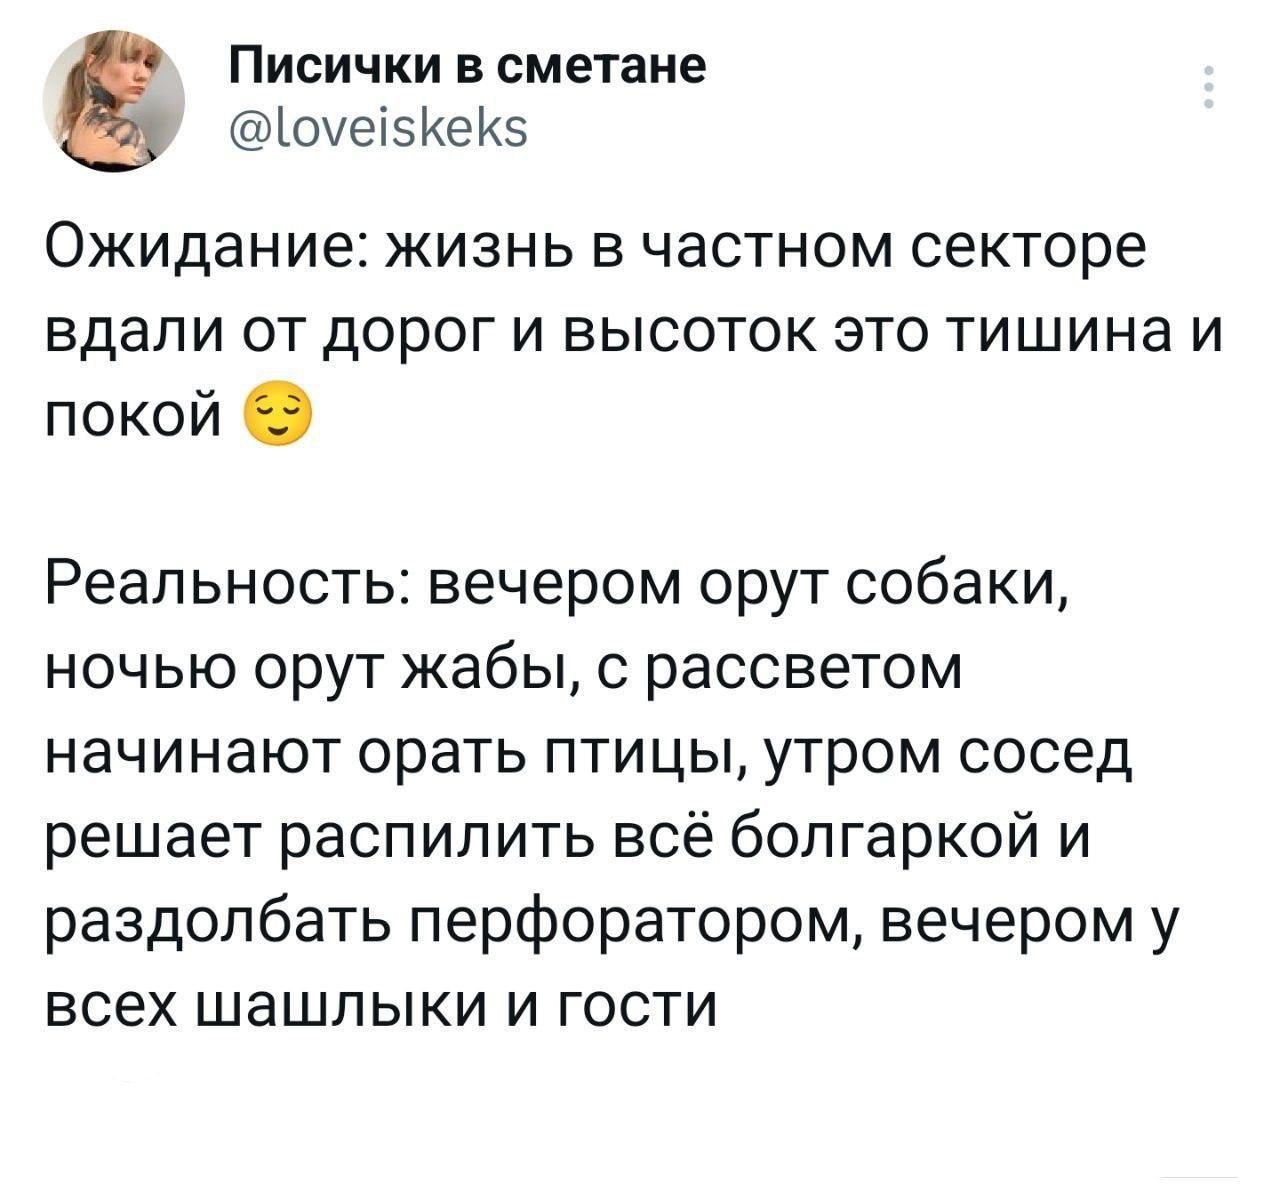 Писички в сметане
@loveiskeks
Ожидание: жизнь в частном секторе
вдали от дорог и высоток это тишина и
покой 😌
Реальность: вечером орут собаки,
ночью орут жабы, с рассветом
начинают орать птицы, утром сосед
решает распилить всё болгаркой и
раздолбать перфоратором, вечером у
всех шашлыки и гости